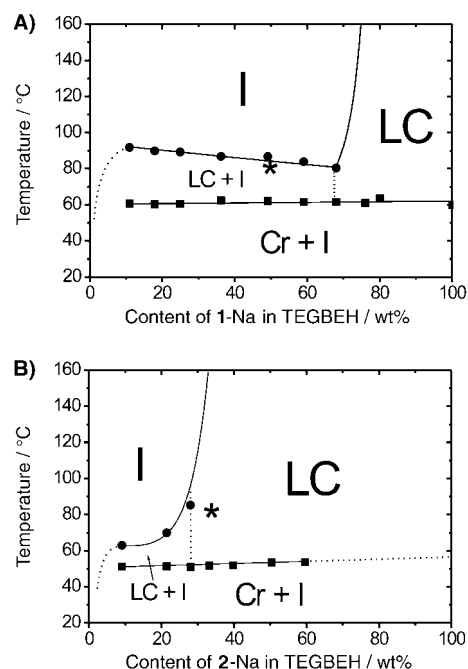 A)
160
140
120
100
80
60
40
20
Temperature / °C
I
LC
LC + I
*
Cr + I
0 20 40 60 80 100
Content of 1-Na in TEGBEH / wt%
B)
160
140
120
100
80
60
40
20
Temperature / °C
I
LC
*
LC + I
Cr + I
0 20 40 60 80 100
Content of 2-Na in TEGBEH / wt%